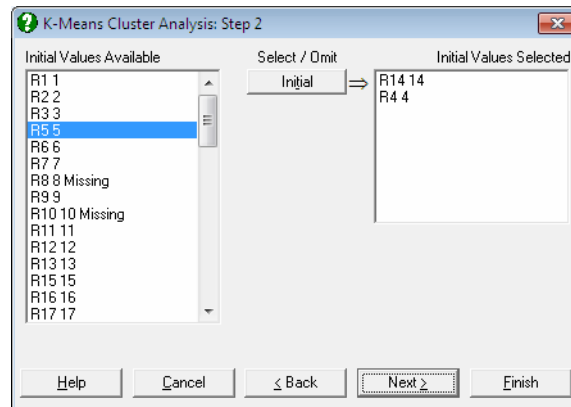 K-Means Cluster Analysis: Step 2
Initial Values Available
Select / Omit
Initial Values Selected
Initial
R1 1
R2 2
R3 3
R5 5
R6 6
R7 7
R8 8 Missing
R9 9
R10 10 Missing
R11 11
R12 12
R13 13
R15 15
R16 16
R17 17
R14 14
R4 4
Help
Cancel
< Back
Next >
Finish